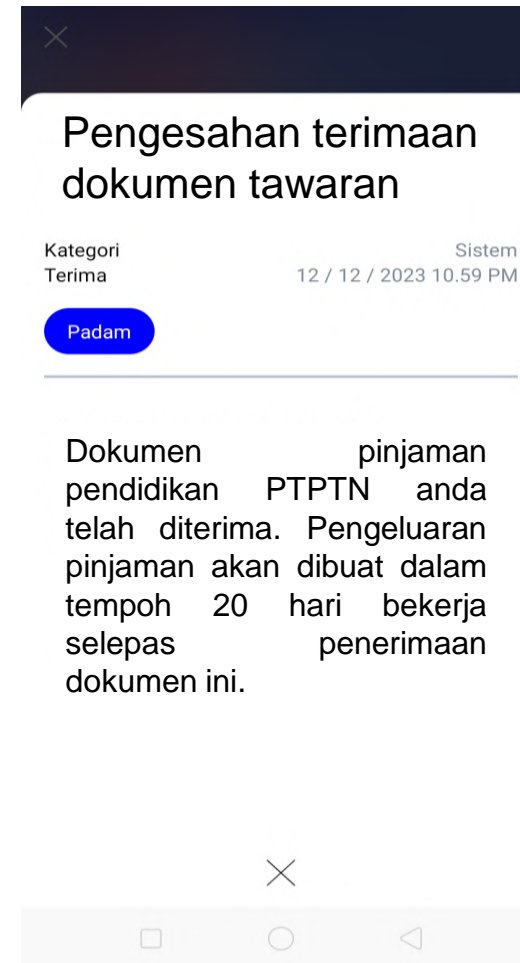 Pengesahan terimaan
dokumen tawaran
Kategori Sistem
Terima 12 / 12 / 2023 10.59 PM
Padam
Dokumen pinjaman
pendidikan PTPTN anda
telah diterima. Pengeluaran
pinjaman akan dibuat dalam
tempoh 20 hari bekerja
selepas penerimaan
dokumen ini.